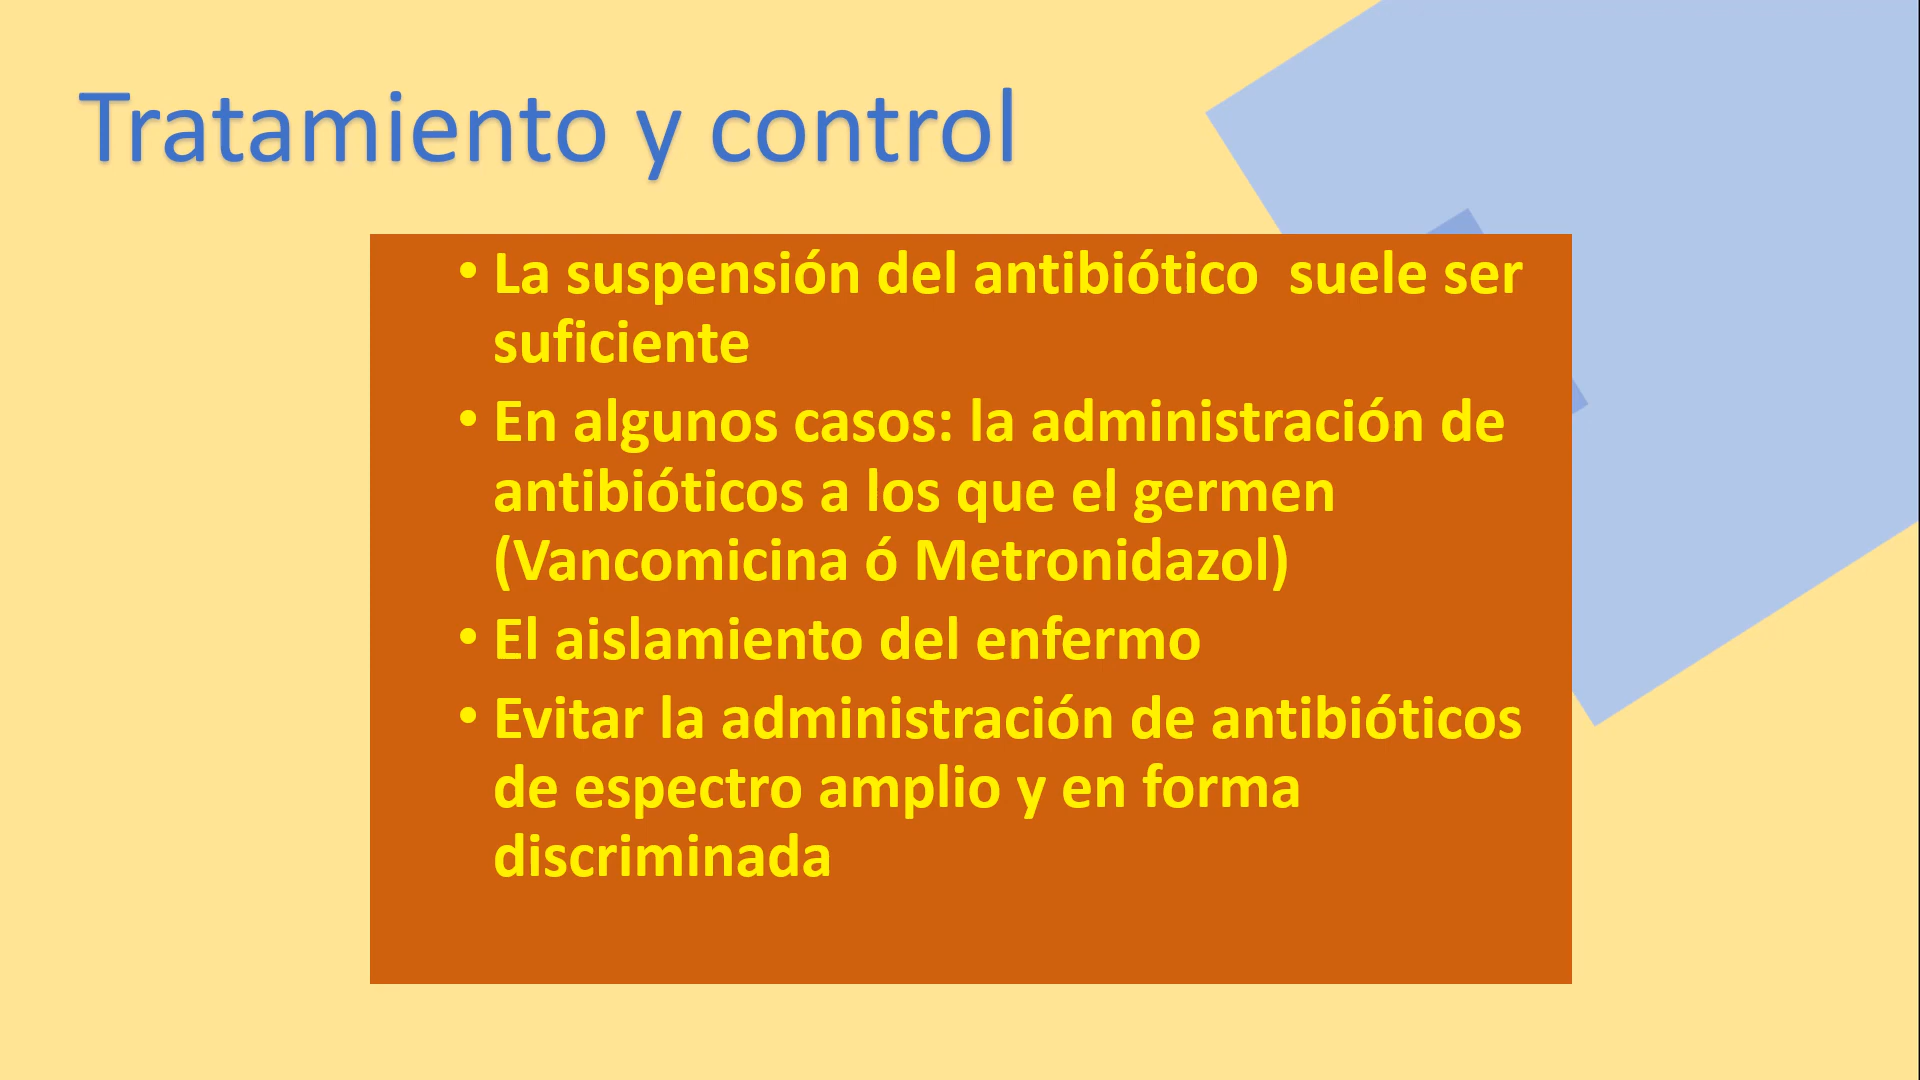 Tratamiento y control
• La suspensión del antibiótico  suele ser
suficiente
• En algunos casos: la administración de
antibióticos a los que el germen
(Vancomicina ó Metronidazol)
• El aislamiento del enfermo
• Evitar la administración de antibióticos
de espectro amplio y en forma
discriminada